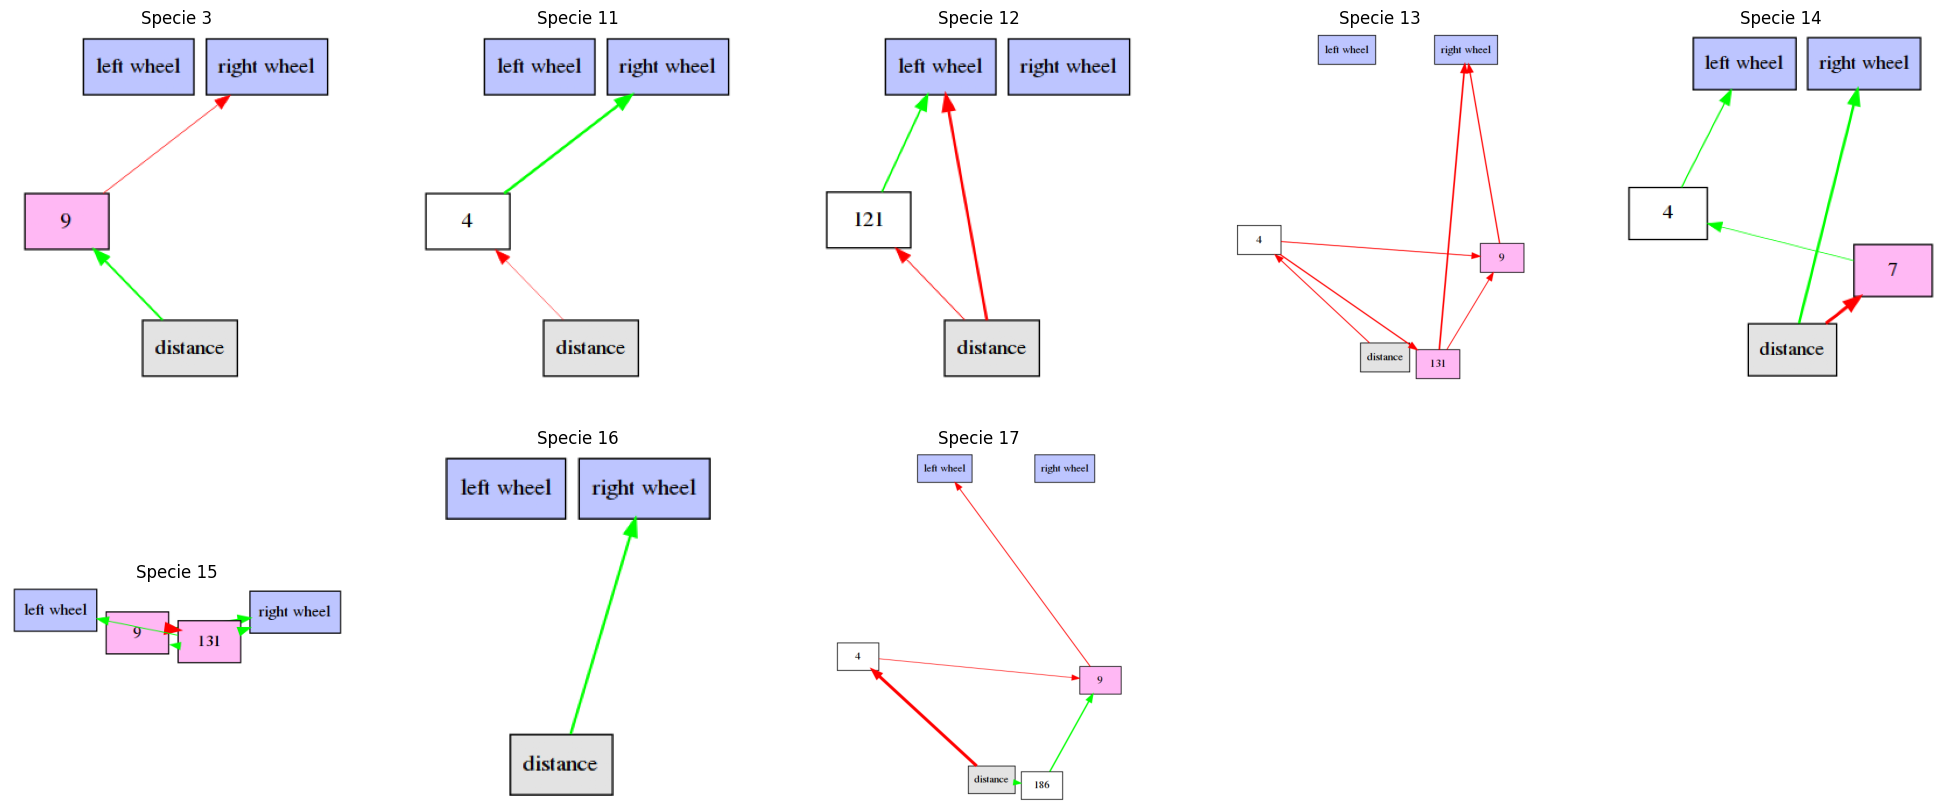 Specie 3
left wheel
right wheel
9
distance
Specie 11
left wheel
right wheel
4
distance
Specie 12
left wheel
right wheel
121
distance
Specie 13
left wheel
right wheel
4
9
distance
131
Specie 14
left wheel
right wheel
4
7
distance
Specie 15
left wheel
9
131
right wheel
Specie 16
left wheel
right wheel
distance
Specie 17
left wheel
right wheel
4
9
distance
186